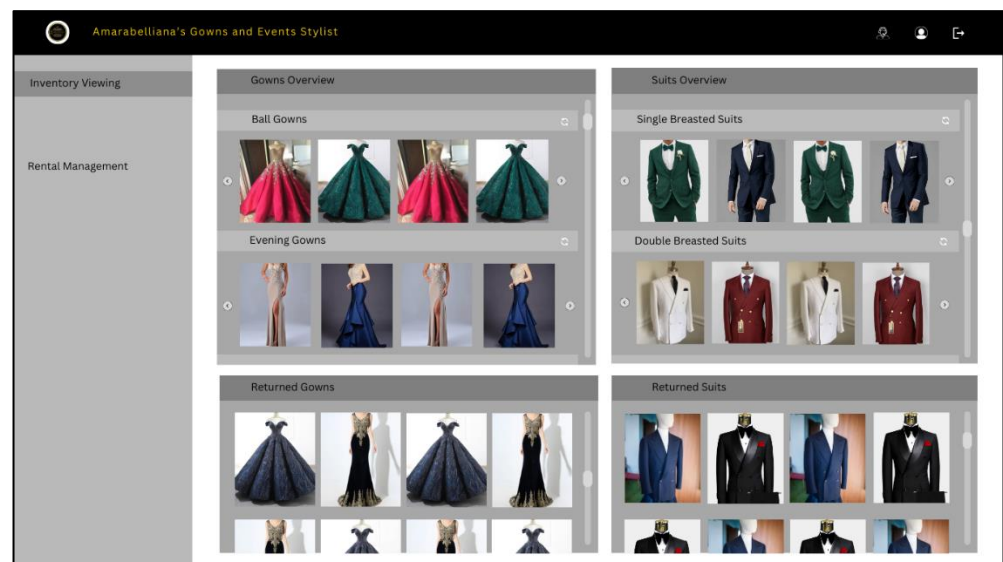 Amarabelliana's Gowns and Events Stylist
Inventory Viewing
Rental Management
Gowns Overview
Ball Gowns
Evening Gowns
Suits Overview
Single Breasted Suits
Double Breasted Suits
Returned Gowns
Returned Suits